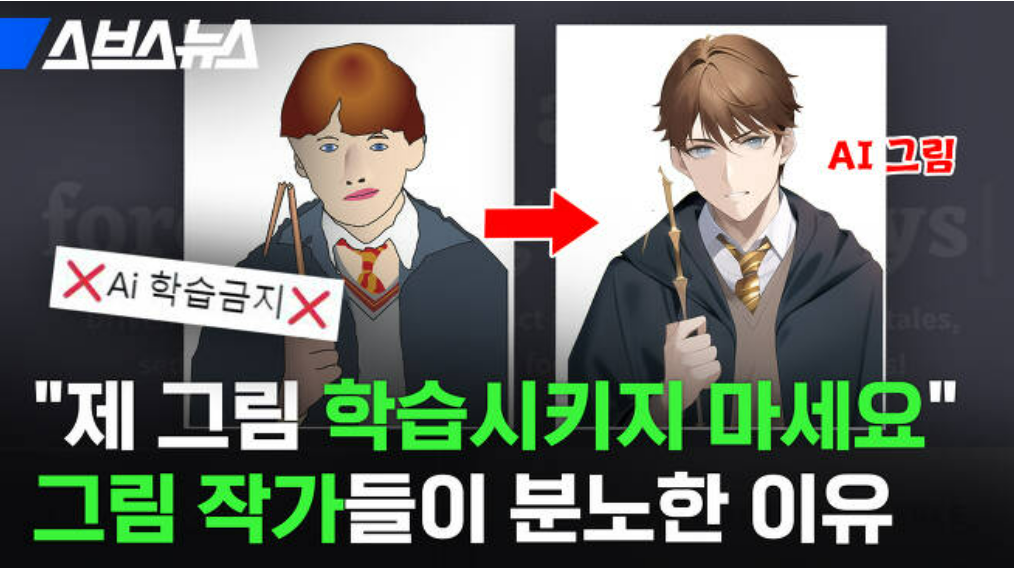 스브스뉴스
AI 그림
❌Ai 학습금지❌
"제 그림 학습시키지 마세요"
그림 작가들이 분노한 이유